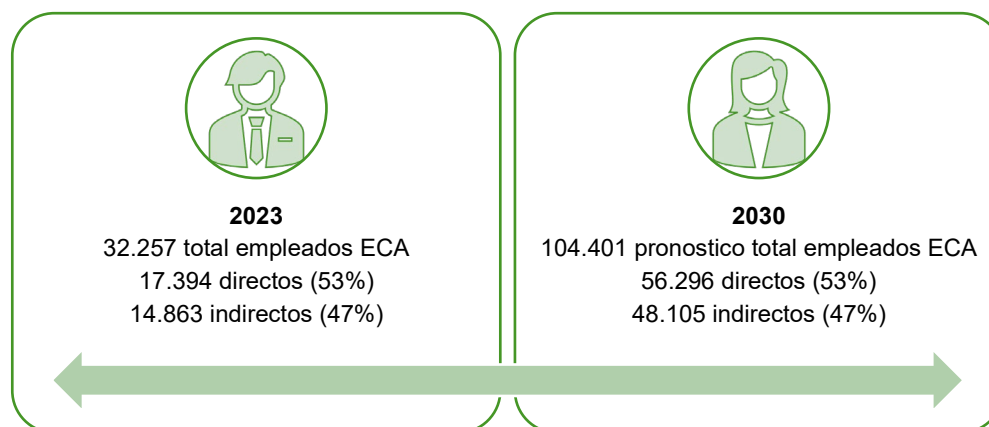 2023
32.257 total empleados ECA
17.394 directos (53%)
14.863 indirectos (47%)
2030
104.401 pronostico total empleados ECA
56.296 directos (53%)
48.105 indirectos (47%)